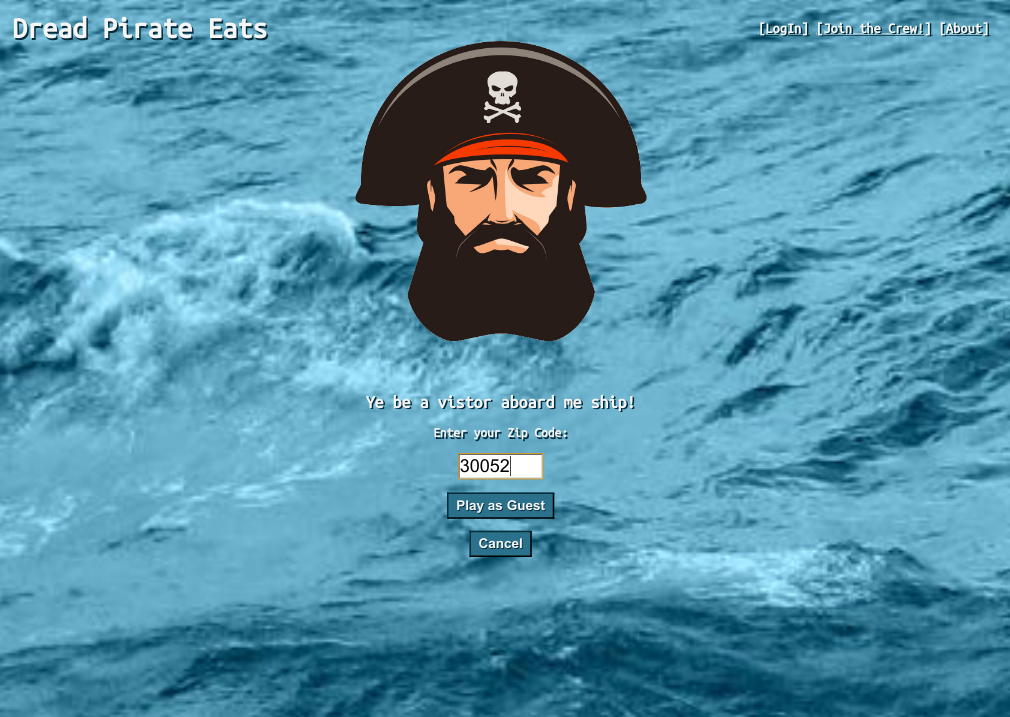 Dread Pirate Eats
[LogIn] [Join the Crew!] [About]
Ye be a vistor aboard me ship!
Enter your Zip Code:
30052
Play as Guest
Cancel